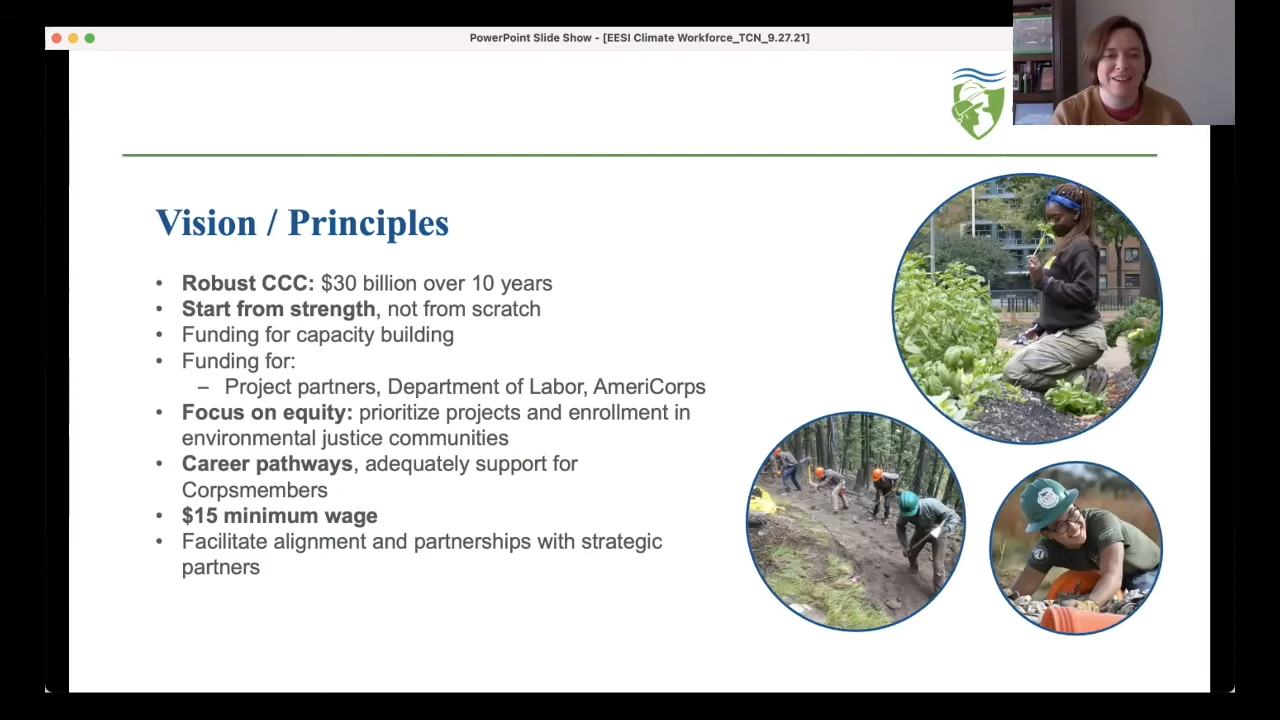 PowerPoint Slide Show - [EESI Climate Workforce_TCN_9.27.21]
Vision / Principles
• Robust CCC: $30 billion over 10 years
• Start from strength, not from scratch
• Funding for capacity building
• Funding for:
– Project partners, Department of Labor, AmeriCorps
• Focus on equity: prioritize projects and enrollment in
environmental justice communities
• Career pathways, adequately support for
Corpsmembers
• $15 minimum wage
• Facilitate alignment and partnerships with strategic
partners